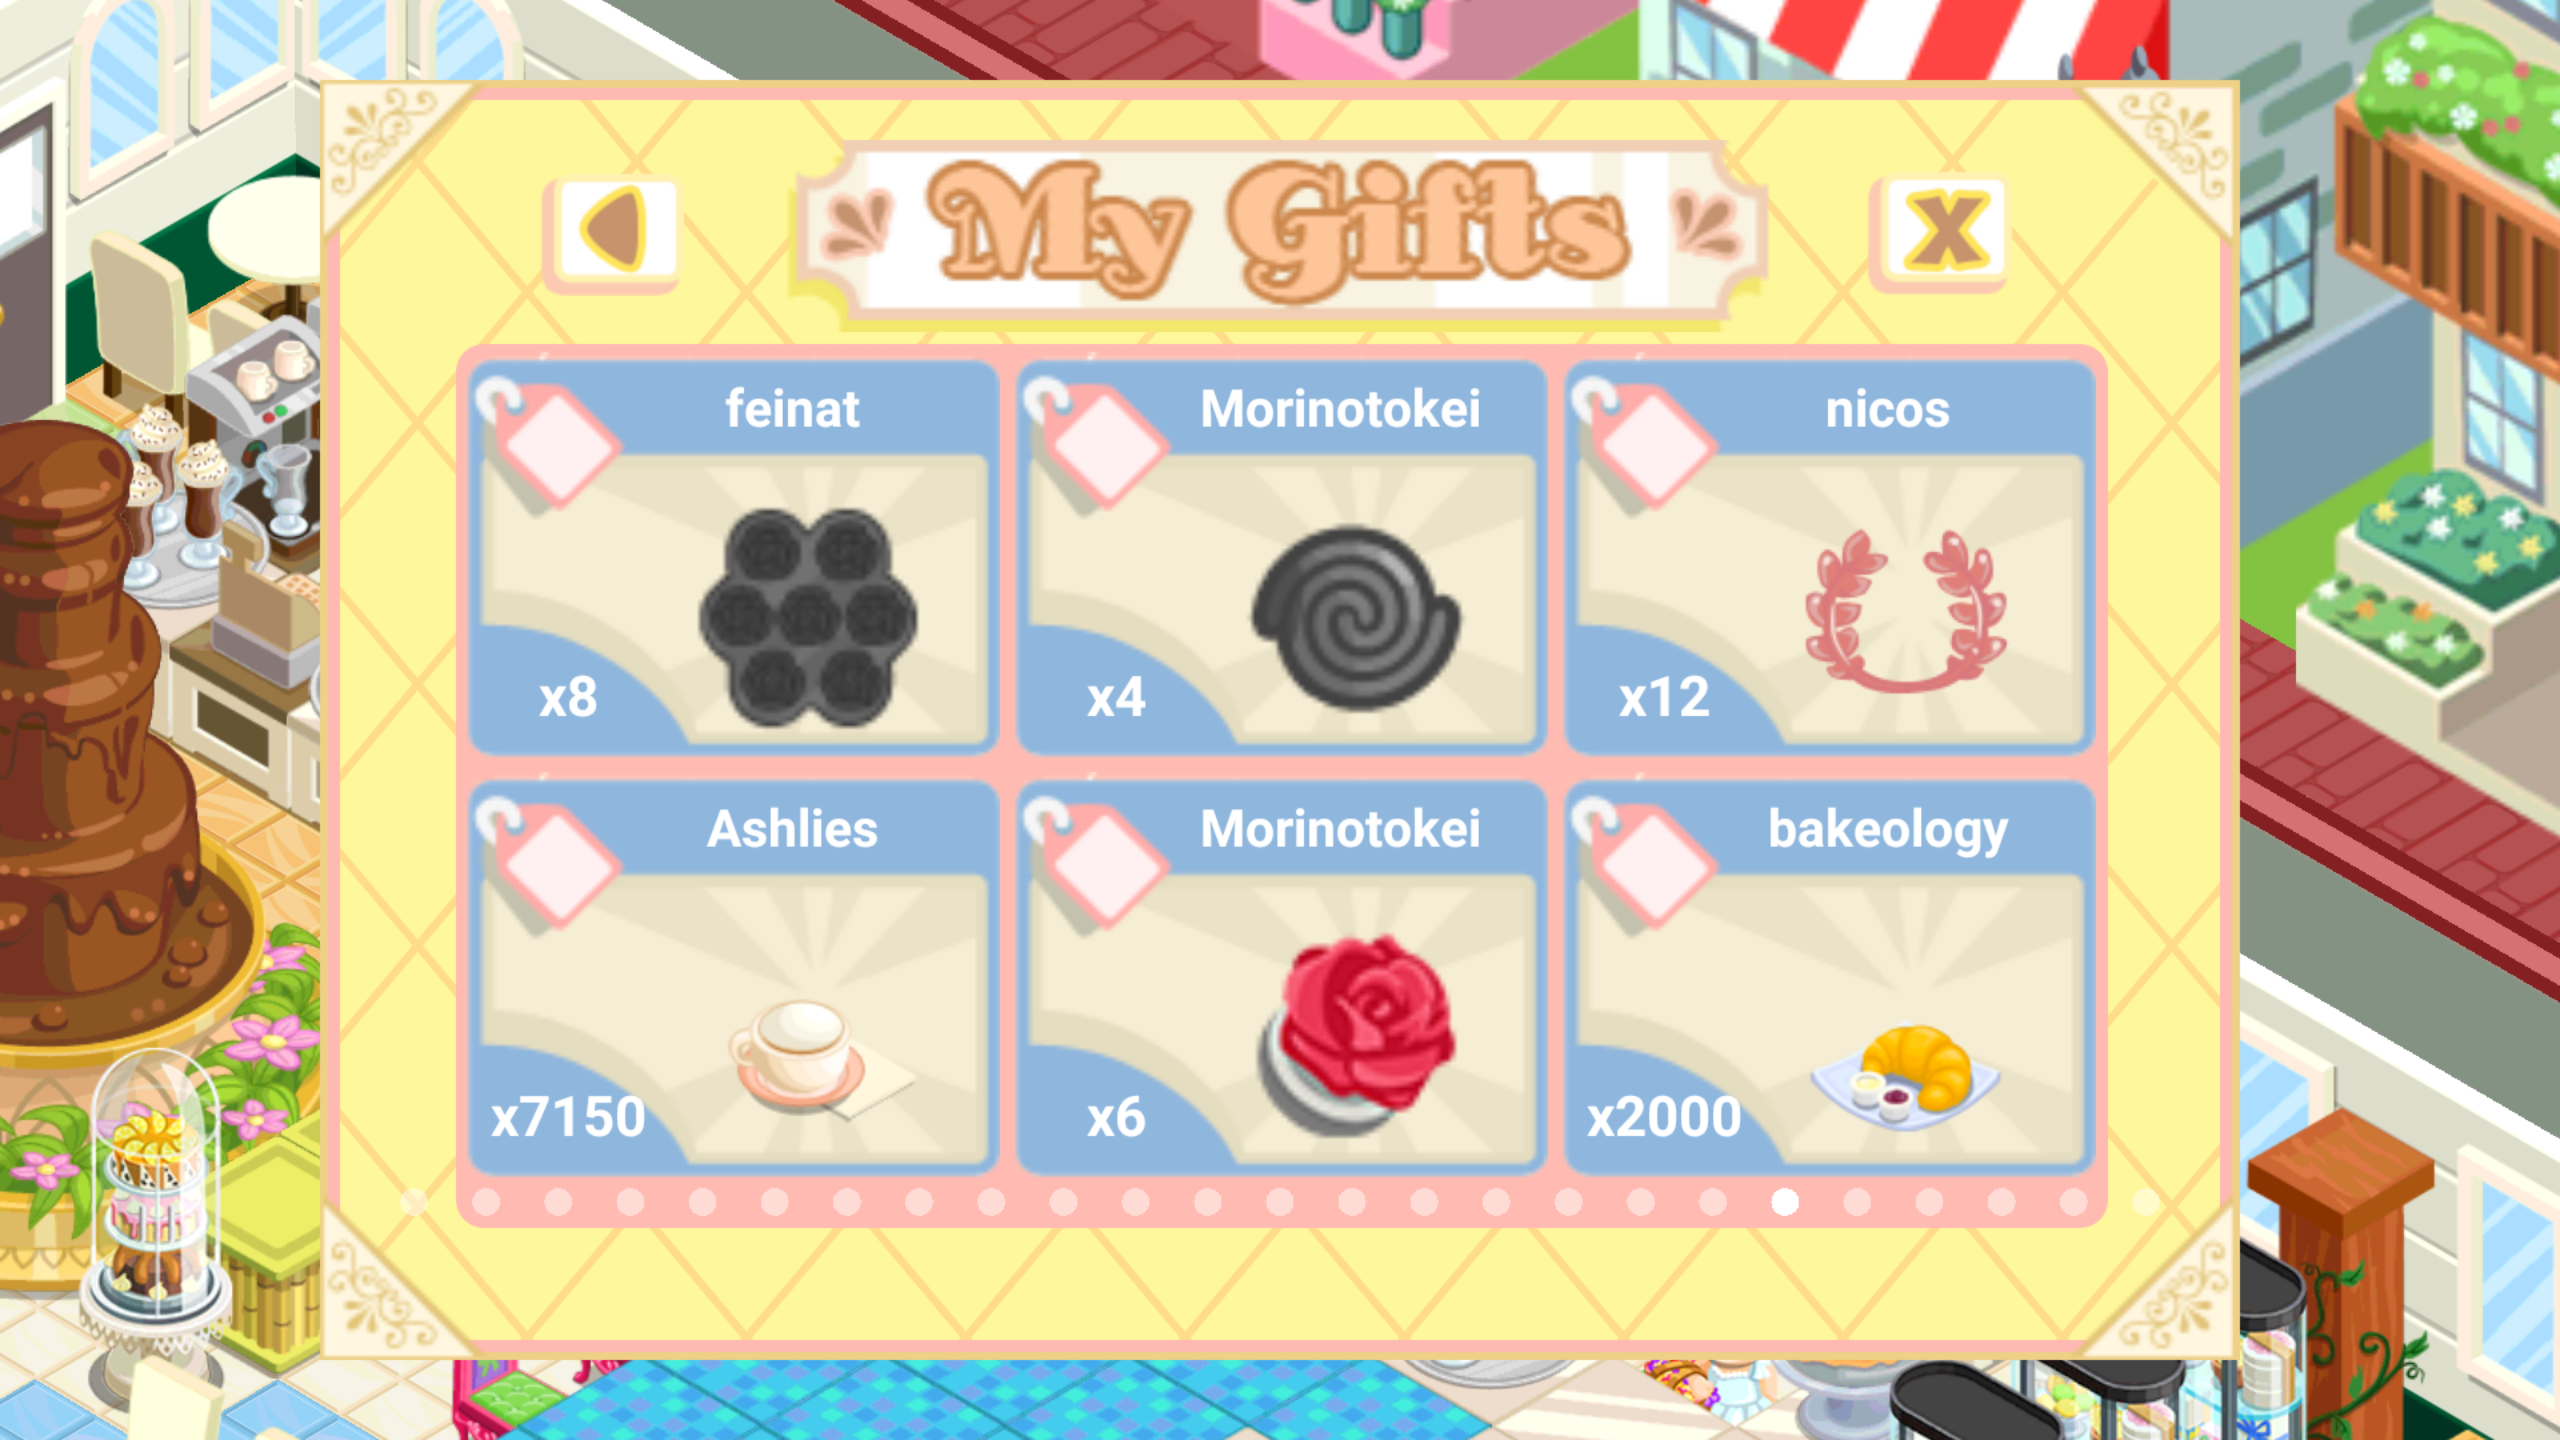 My Gifts
X
feinat
x8
Morinotokei
x4
nicos
x12
Ashlies
x7150
Morinotokei
x6
bakeology
x2000